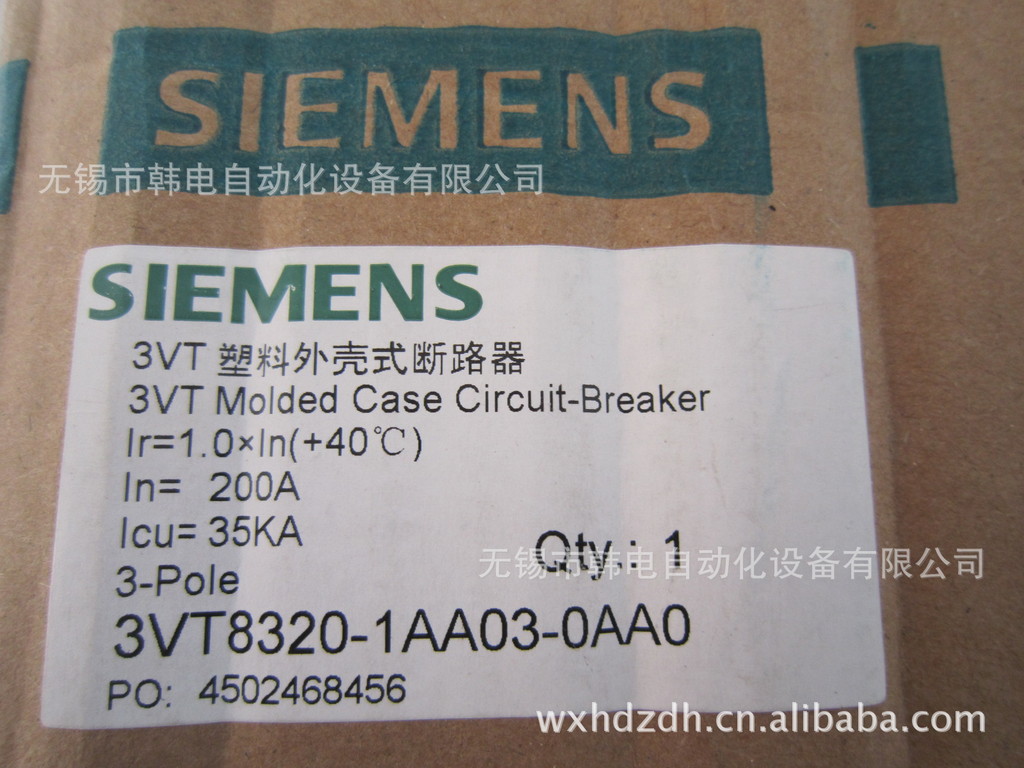 SIEMENS
无锡市韩电自动化设备有限公司
SIEMENS
3VT 塑料外壳式断路器
3VT Molded Case Circuit-Breaker
Ir=1.0×In(+40℃)
In= 200A
Icu= 35KA
Qty.: 1
无锡市韩电自动化设备有限公司
3-Pole
3VT8320-1AA03-0AA0
PO: 4502468456
wxhdzdh.cn.alibaba.com